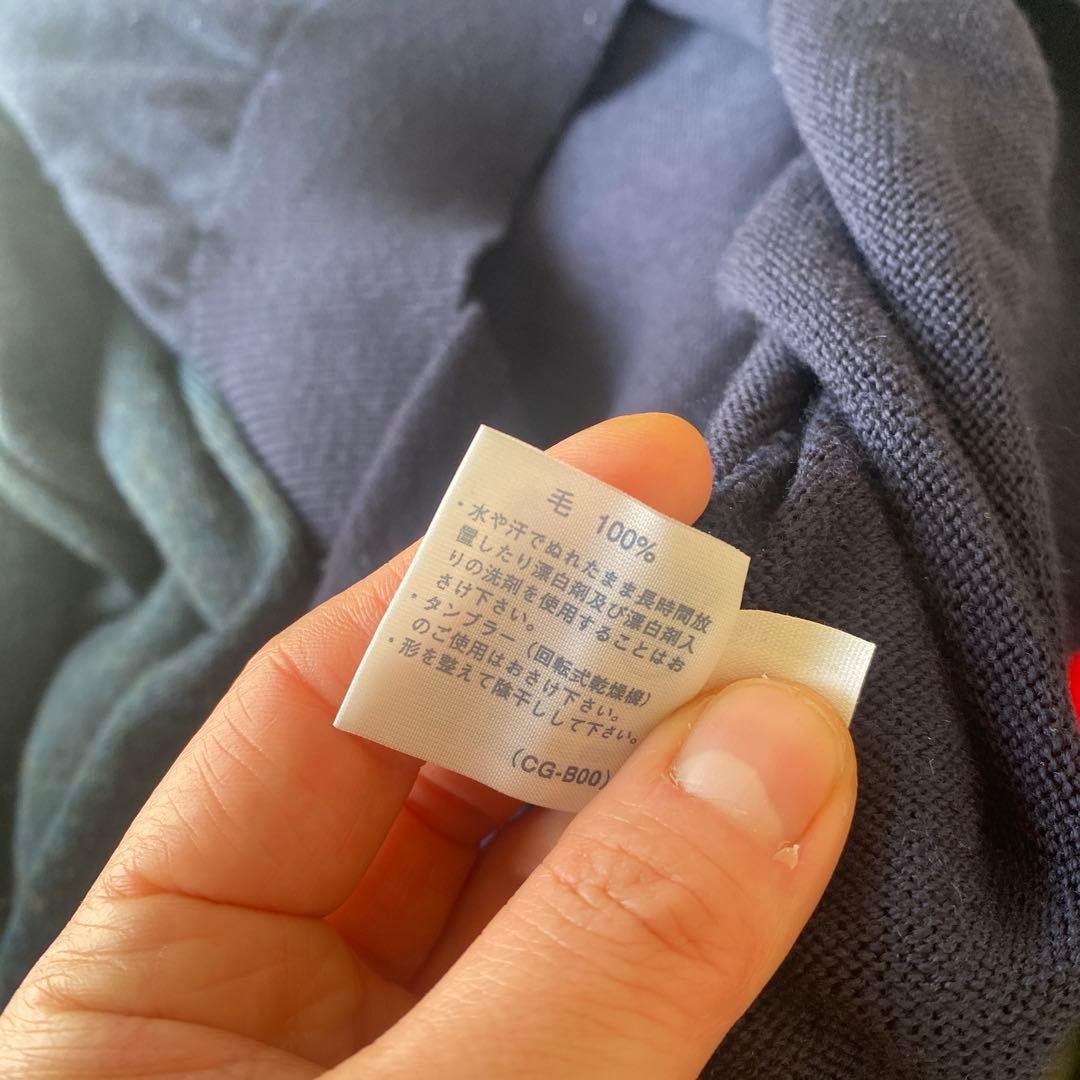 毛 100%
・水や汗でぬれたまま長時間放
置したり漂白剤及び漂白剤入
りの洗剤を使用することはお
さけ下さい。
・タンブラー(回転式乾燥機)
のご使用はおさけ下さい。
・形を整えて陰干しして下さい。
(CG-B00)